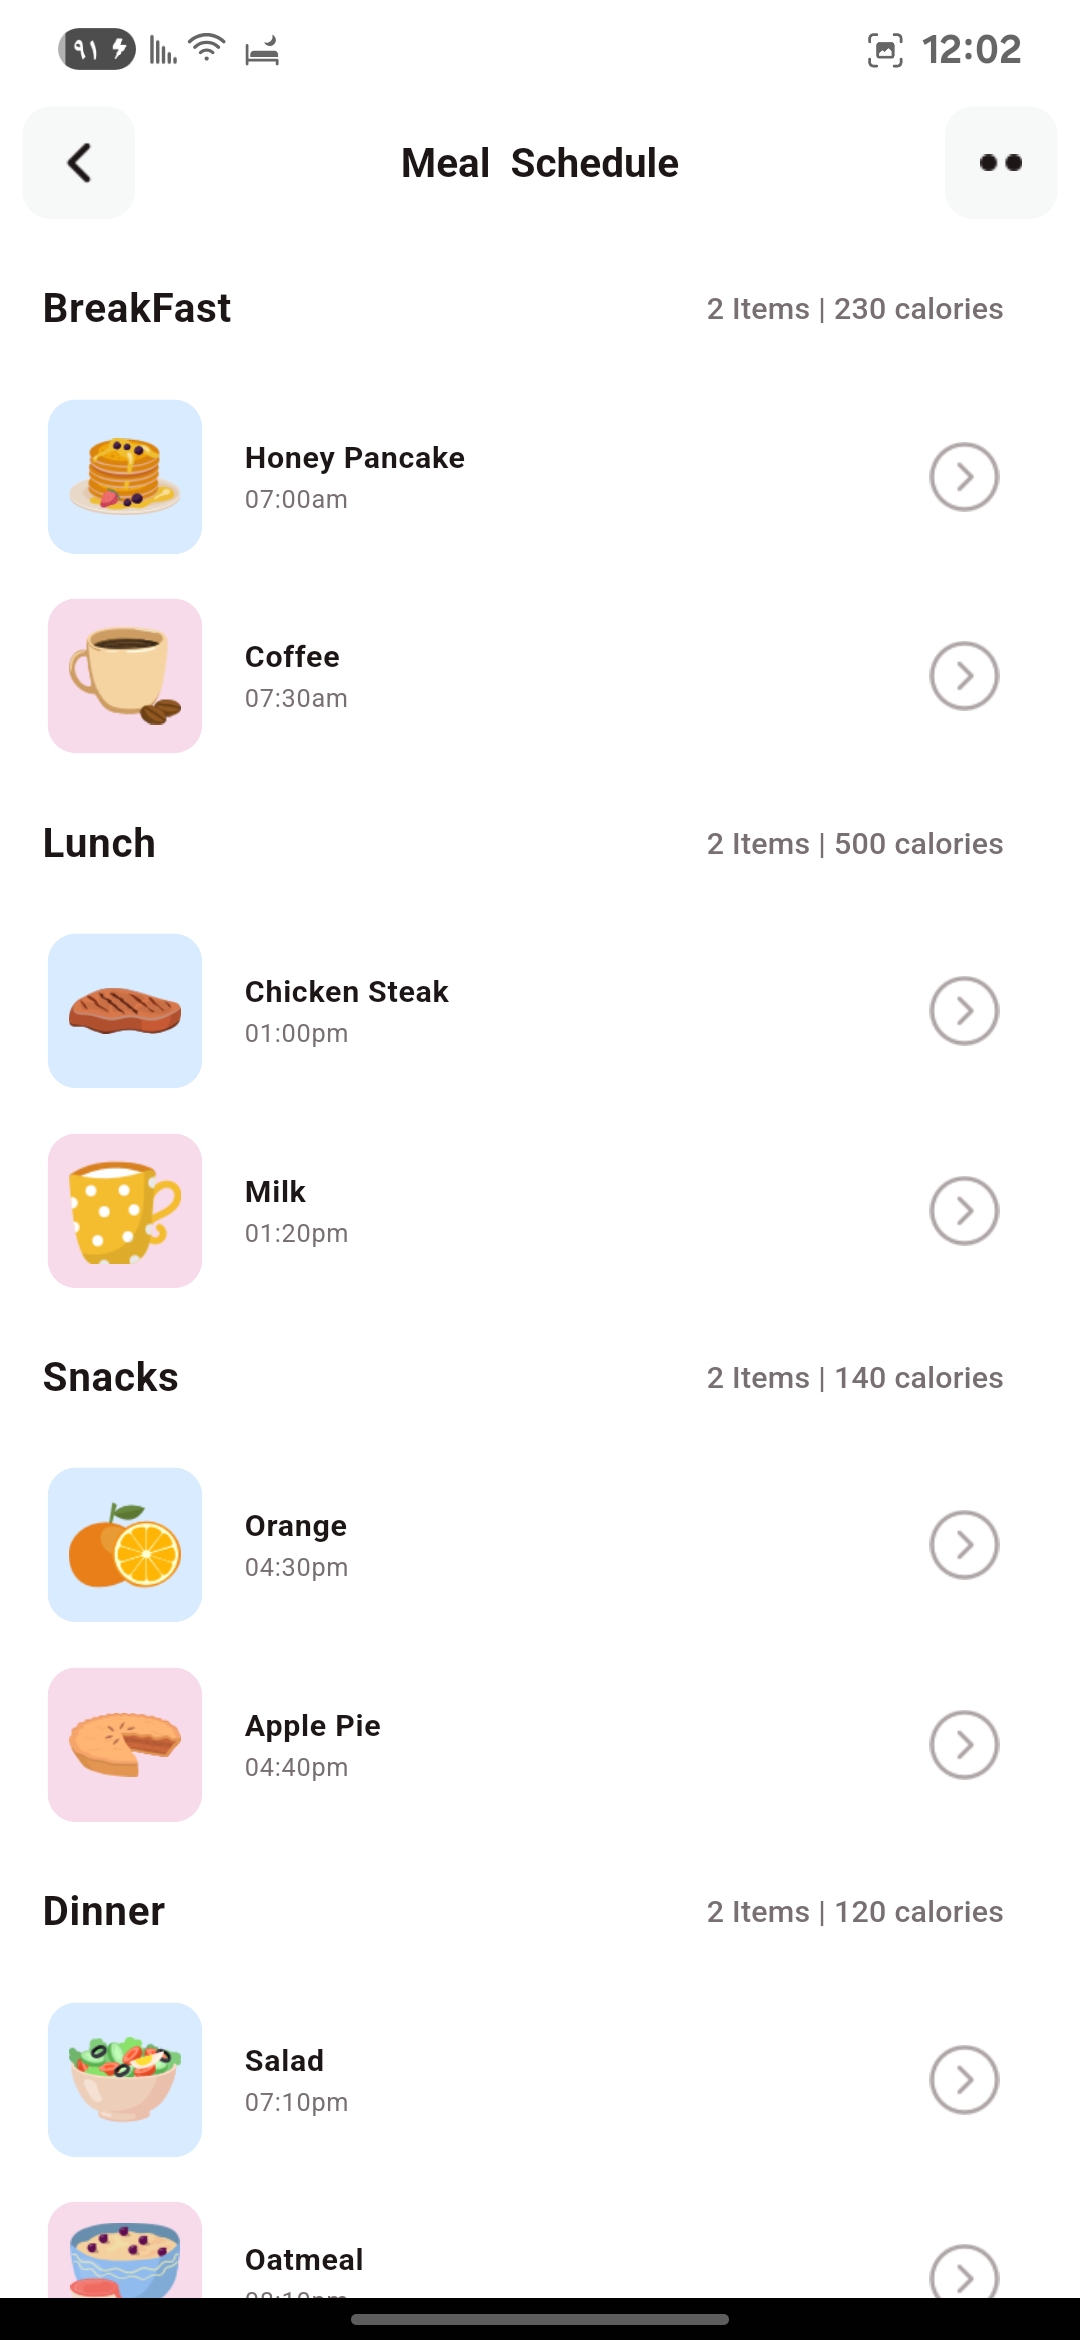 ٩١
12:02
Meal Schedule
BreakFast
2 Items | 230 calories
Honey Pancake
07:00am
Coffee
07:30am
Lunch
2 Items | 500 calories
Chicken Steak
01:00pm
Milk
01:20pm
Snacks
2 Items | 140 calories
Orange
04:30pm
Apple Pie
04:40pm
Dinner
2 Items | 120 calories
Salad
07:10pm
Oatmeal